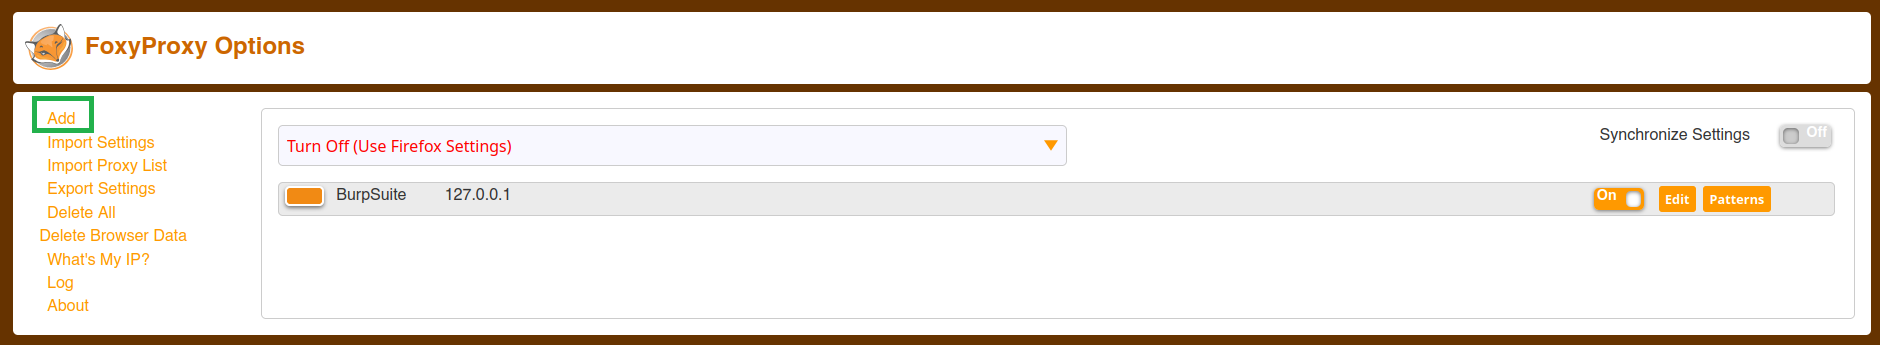 FoxyProxy Options
Add
Import Settings
Import Proxy List
Export Settings
Delete All
Delete Browser Data
What's My IP?
Log
About
Turn Off (Use Firefox Settings)
Synchronize Settings Off
BurpSuite 127.0.0.1 On Edit Patterns